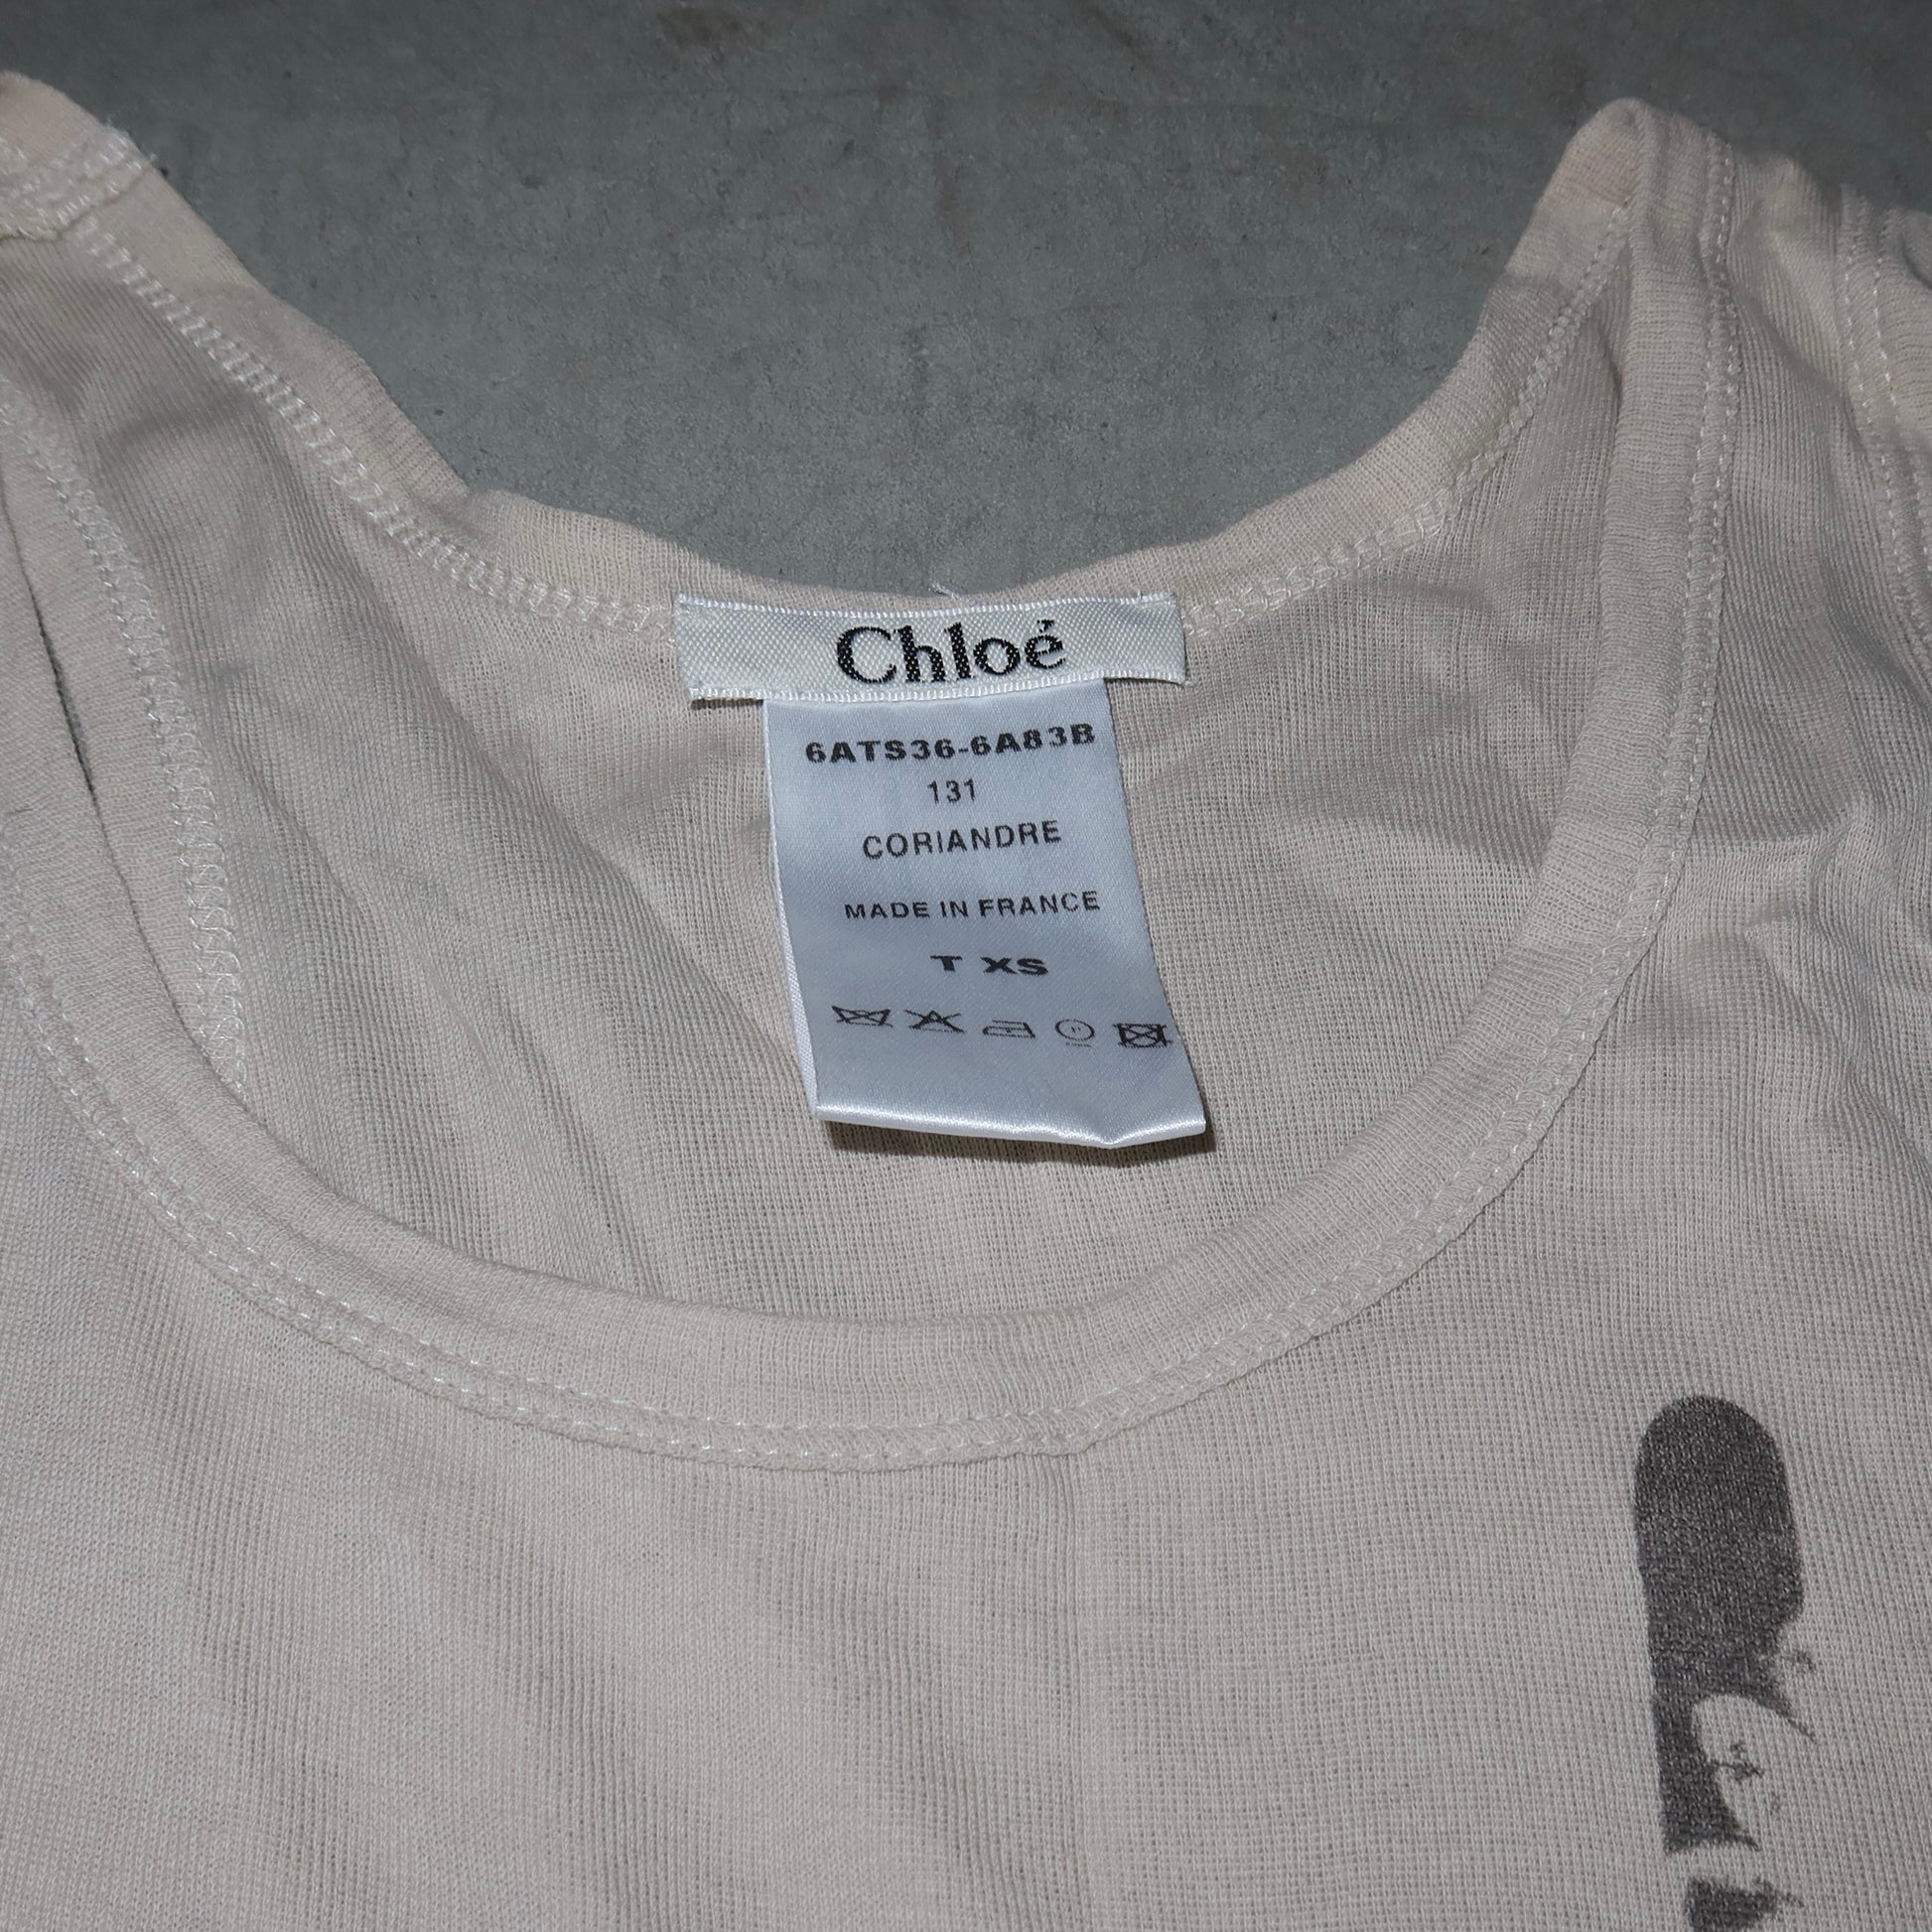 Chloé
6ATS36-6A83B
131
CORIANDRE
MADE IN FRANCE
T XS